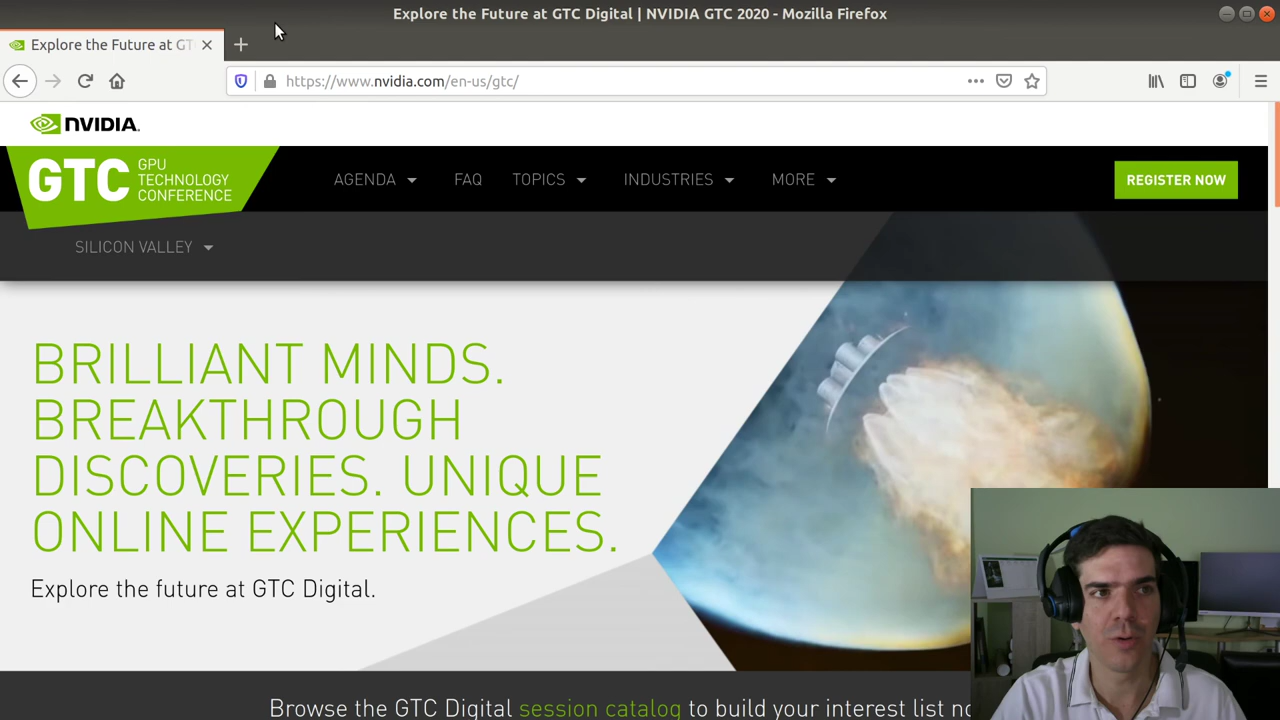 Explore the Future at GTC Digital | NVIDIA GTC 2020 - Mozilla Firefox
Explore the Future at GT
https://www.nvidia.com/en-us/gtc/
NVIDIA.
GTC GPU TECHNOLOGY CONFERENCE
AGENDA FAQ TOPICS INDUSTRIES MORE REGISTER NOW
SILICON VALLEY
BRILLIANT MINDS.
BREAKTHROUGH
DISCOVERIES. UNIQUE
ONLINE EXPERIENCES.
Explore the future at GTC Digital.
Browse the GTC Digital session catalog to build your interest list